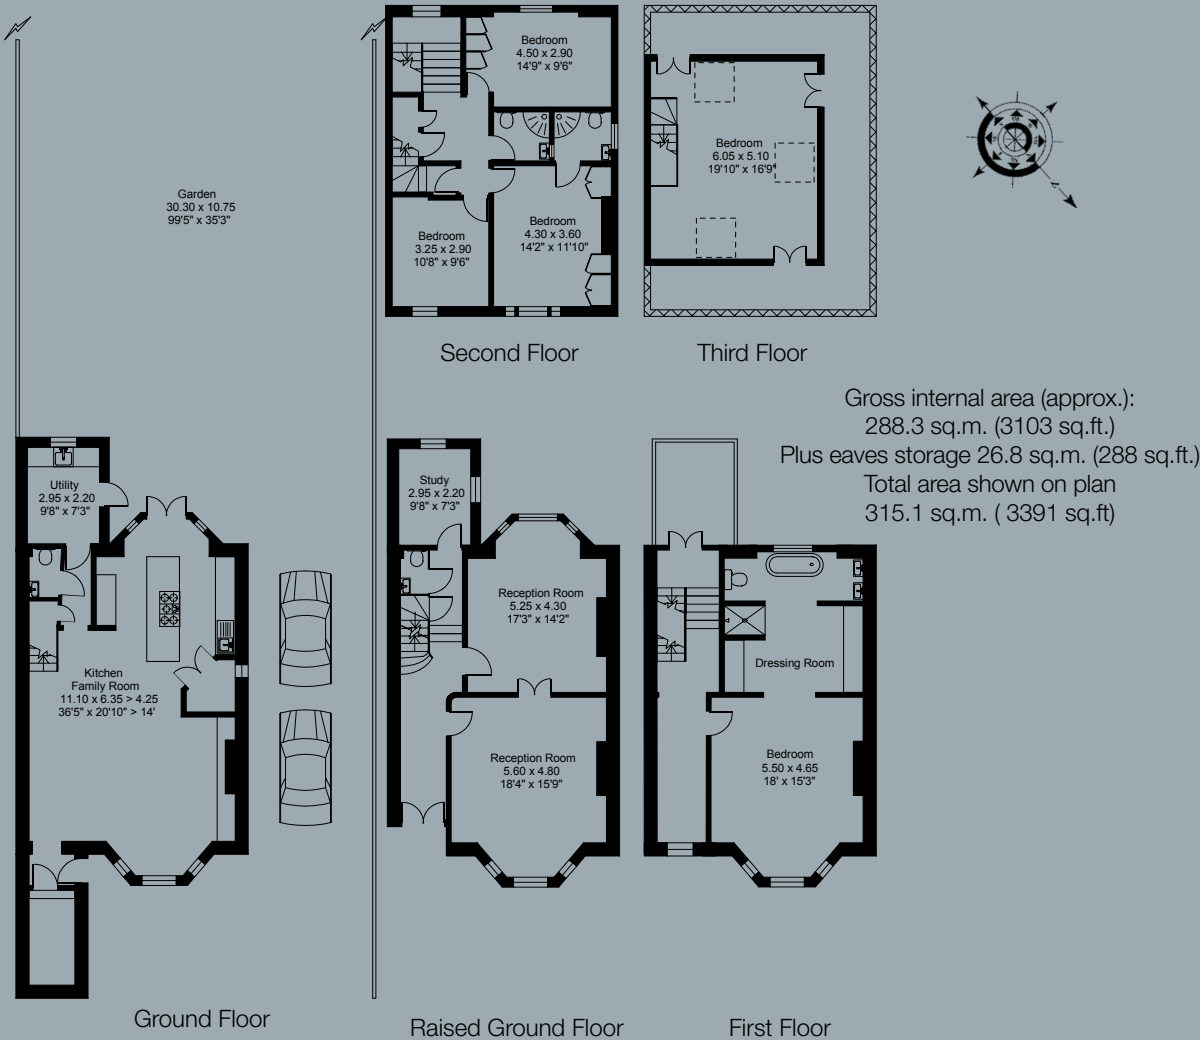 Bedroom
4.50 x 2.90
14'9" x 9'6"
Bedroom
6.05 x 5.10
19'10" x 16'9"
Garden
30.30 x 10.75
99'5" x 35'3"
Bedroom
3.25 x 2.90
10'8" x 9'6"
Bedroom
4.30 x 3.60
14'2" x 11'10"
Second Floor
Third Floor
Gross internal area (approx.):
288.3 sq.m. (3103 sq.ft.)
Plus eaves storage 26.8 sq.m. (288 sq.ft.)
Total area shown on plan
315.1 sq.m. ( 3391 sq.ft)
Utility
2.95 x 2.20
9'8" x 7'3"
Kitchen
Family Room
11.10 x 6.35 > 4.25
36'5" x 20'10" > 14'
Study
2.95 x 2.20
9'8" x 7'3"
Reception Room
5.25 x 4.30
17'3" x 14'2"
Reception Room
5.60 x 4.80
18'4" x 15'9"
Dressing Room
Bedroom
5.50 x 4.65
18' x 15'3"
Ground Floor
Raised Ground Floor
First Floor